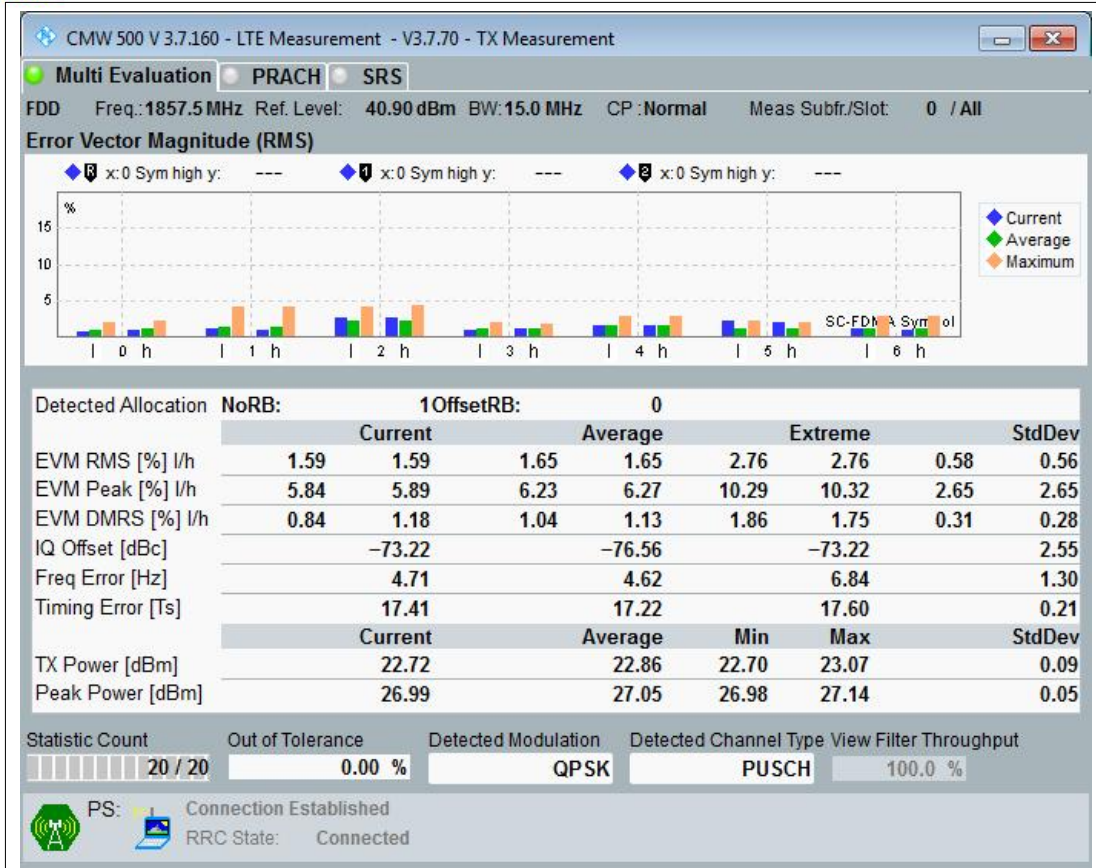 CMW 500 V 3.7.160 - LTE Measurement - V3.7.70 - TX Measurement
Multi Evaluation PRACH SRS
FDD Freq.: 1857.5 MHz Ref. Level: 40.90 dBm BW: 15.0 MHz CP : Normal Meas Subfr./Slot: 0 / All
Error Vector Magnitude (RMS)
R x: 0 Sym high y: --- 1 x: 0 Sym high y: --- 2 x: 0 Sym high y: ---
%
15
10
5
Current
Average
Maximum
SC-FDMA Symbol
l 0 h l 1 h l 2 h l 3 h l 4 h l 5 h l 6 h
Detected Allocation NoRB: 1 OffsetRB: 0
Current Average Extreme StdDev
EVM RMS [%] l/h 1.59 1.59 1.65 1.65 2.76 2.76 0.58 0.56
EVM Peak [%] l/h 5.84 5.89 6.23 6.27 10.29 10.32 2.65 2.65
EVM DMRS [%] l/h 0.84 1.18 1.04 1.13 1.86 1.75 0.31 0.28
IQ Offset [dBc] −73.22 −76.56 −73.22 2.55
Freq Error [Hz] 4.71 4.62 6.84 1.30
Timing Error [Ts] 17.41 17.22 17.60 0.21
Current Average Min Max StdDev
TX Power [dBm] 22.72 22.86 22.70 23.07 0.09
Peak Power [dBm] 26.99 27.05 26.98 27.14 0.05
Statistic Count Out of Tolerance Detected Modulation Detected Channel Type View Filter Throughput
20 / 20 0.00 % QPSK PUSCH 100.0 %
PS: Connection Established
RRC State: Connected